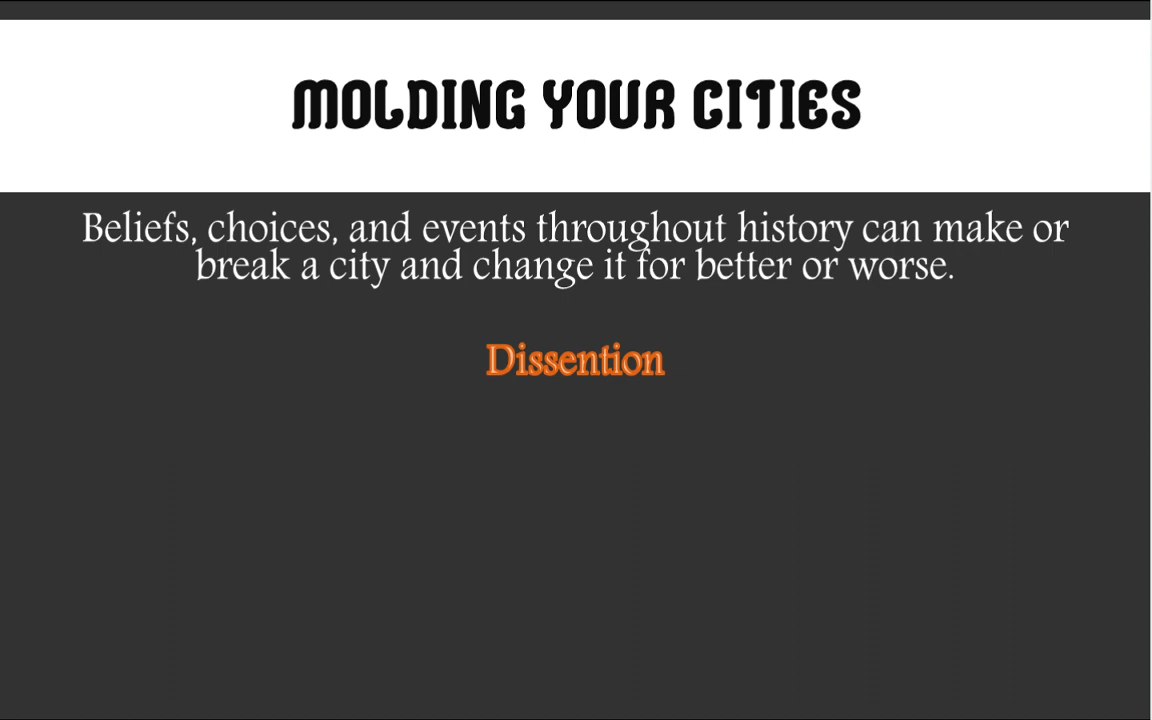 MOLDING YOUR CITIES
Beliefs, choices, and events throughout history can make or
break a city and change it for better or worse.
Dissention